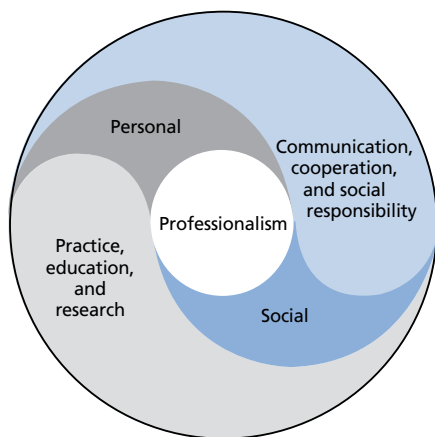 Personal
Communication,
cooperation,
and social
responsibility
Professionalism
Practice,
education,
and
research
Social